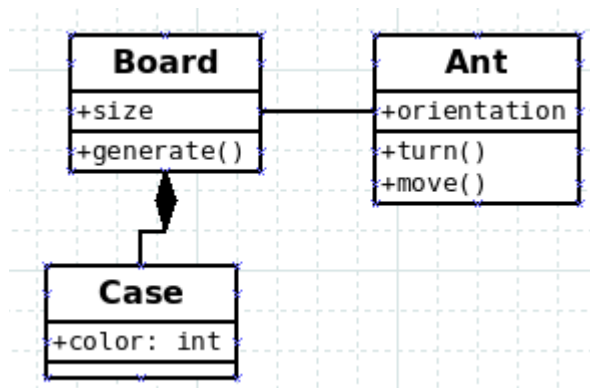 Board
+size
+generate()
Ant
+orientation
+turn()
+move()
Case
+color: int